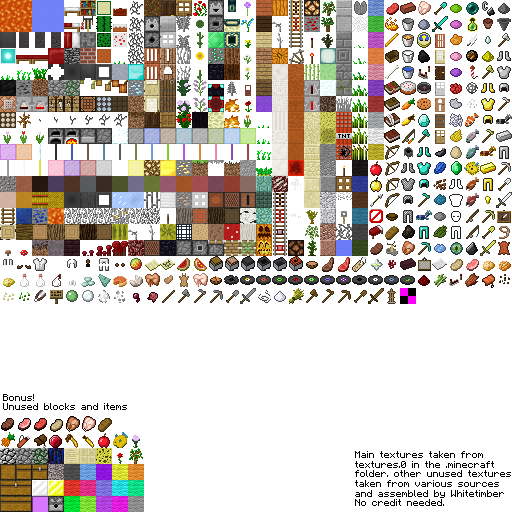 TNT
Bonus!
Unused blocks and items
Main textures taken from
textures.0 in the .minecraft
folder. other unused textures
taken from various sources
and assembled by Whitetimber
No credit needed.